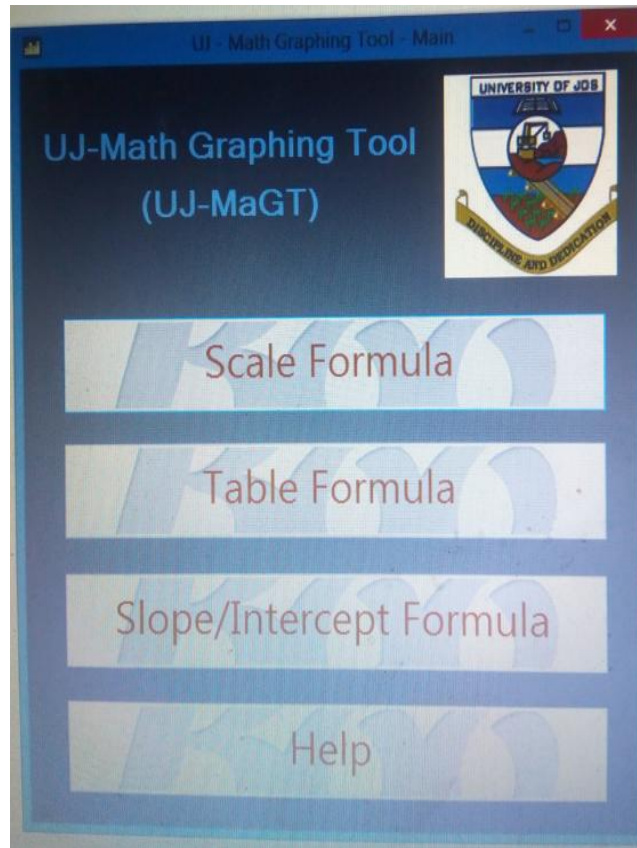 UJ - Math Graphing Tool - Main
UJ-Math Graphing Tool
(UJ-MaGT)
UNIVERSITY OF JOS
DISCIPLINE AND DEDICATION
Scale Formula
Table Formula
Slope/Intercept Formula
Help